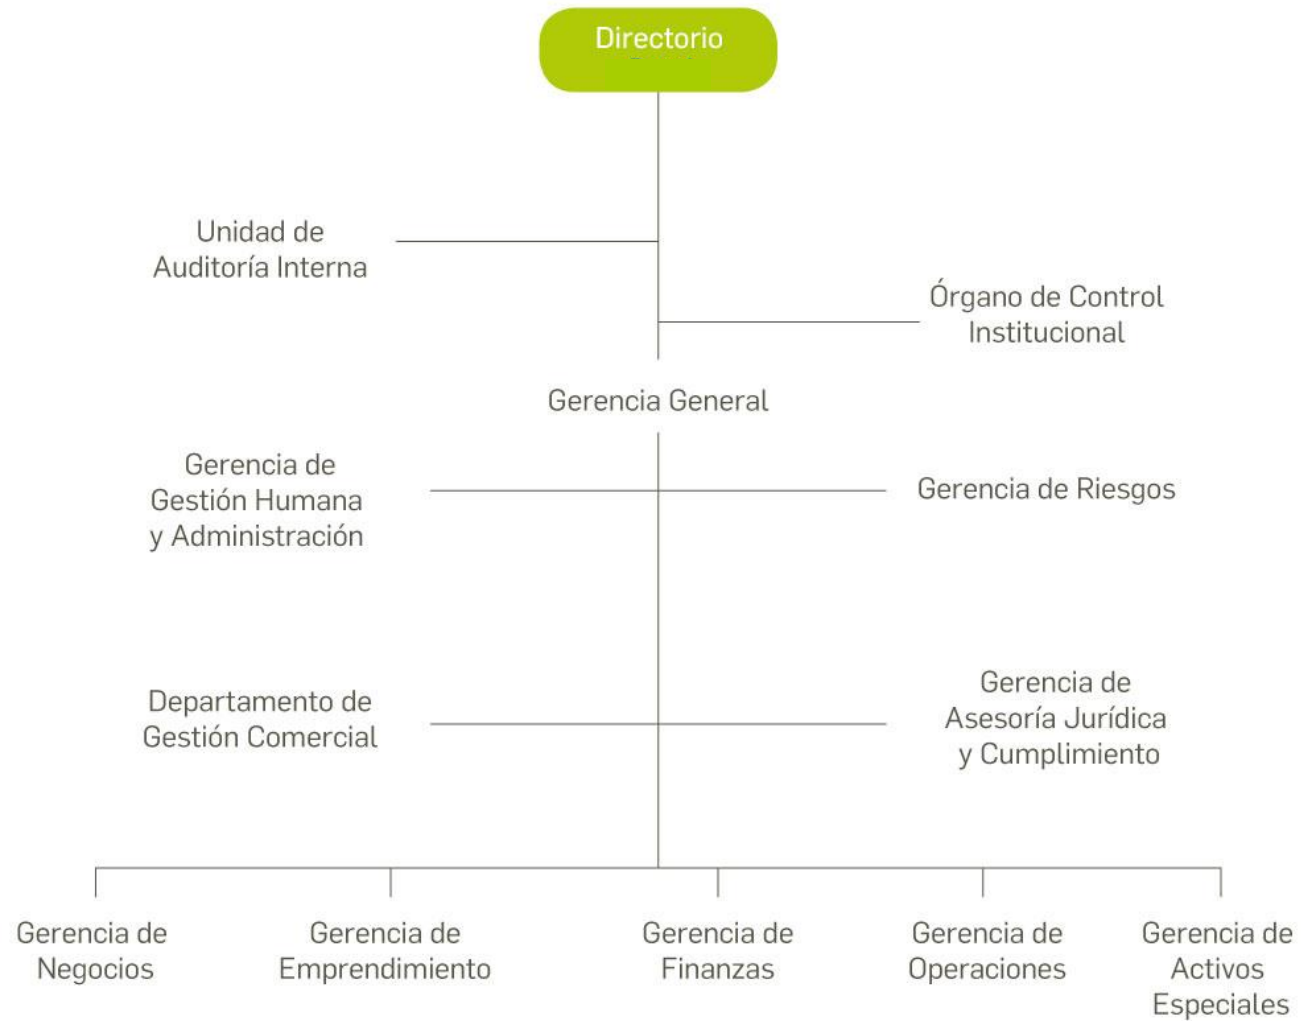 Directorio
Unidad de
Auditoría Interna
Órgano de Control
Institucional
Gerencia General
Gerencia de
Gestión Humana
y Administración
Gerencia de Riesgos
Departamento de
Gestión Comercial
Gerencia de
Asesoría Jurídica
y Cumplimiento
Gerencia de
Negocios
Gerencia de
Emprendimiento
Gerencia de
Finanzas
Gerencia de
Operaciones
Gerencia de
Activos
Especiales